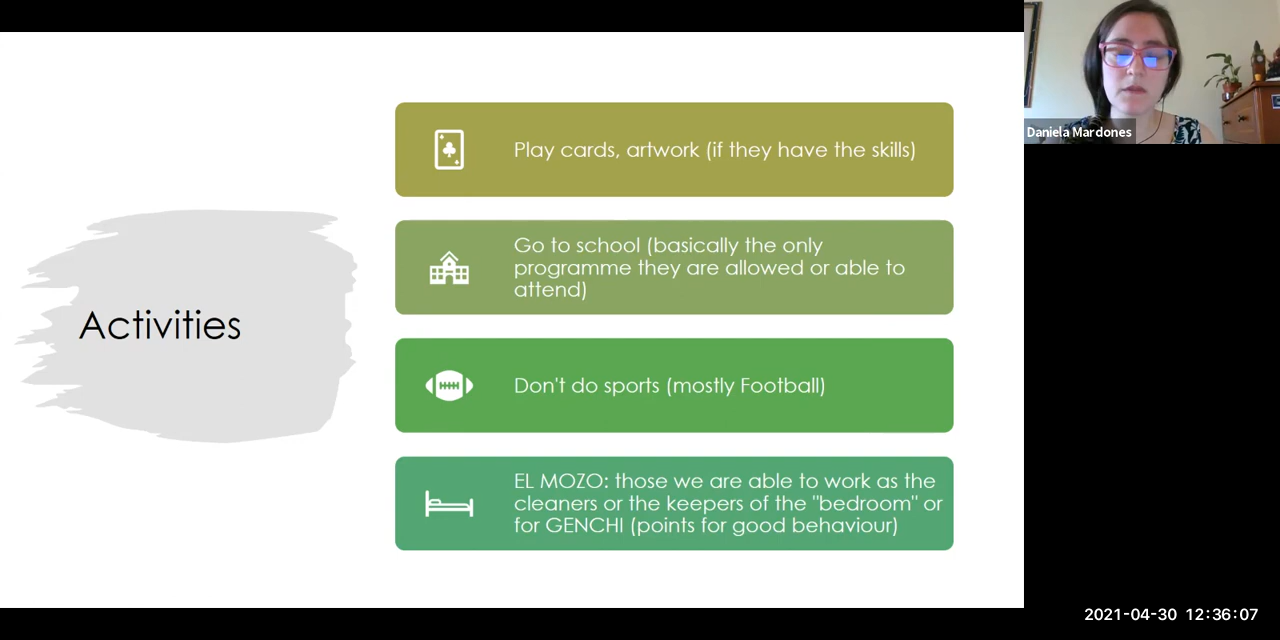 Activities
Play cards, artwork (if they have the skills)
Go to school (basically the only
programme they are allowed or able to
attend)
Don't do sports (mostly Football)
EL MOZO: those we are able to work as the
cleaners or the keepers of the "bedroom" or
for GENCHI (points for good behaviour)
Daniela Mardones
2021-04-30 12:36:07